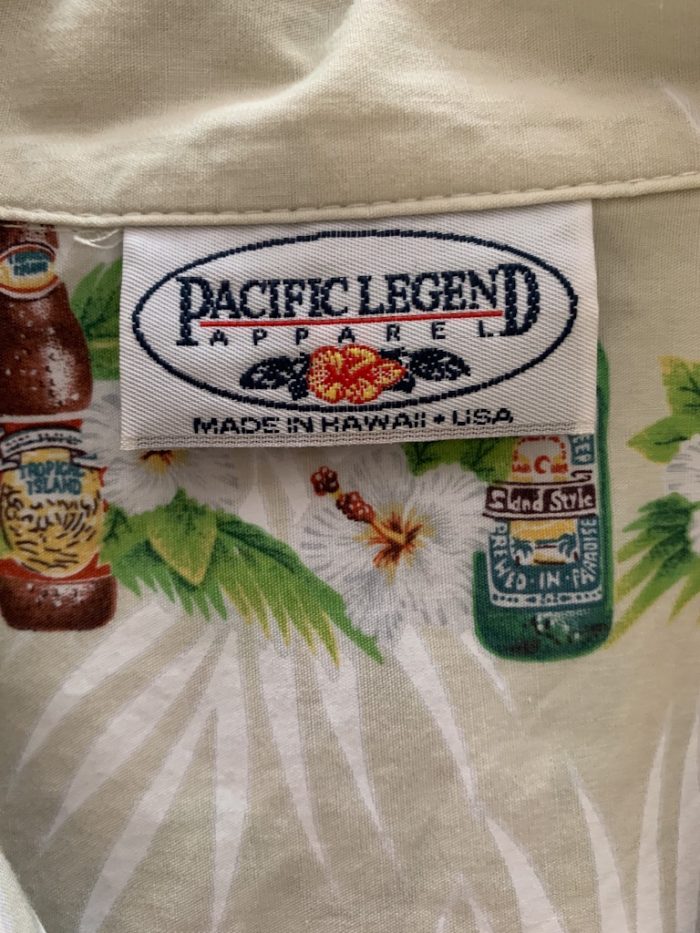 PACIFIC LEGEND
APPAREL
MADE IN HAWAII • USA
TROPICAL
ISLAND
Island Style
BREWED • IN • PARADISE